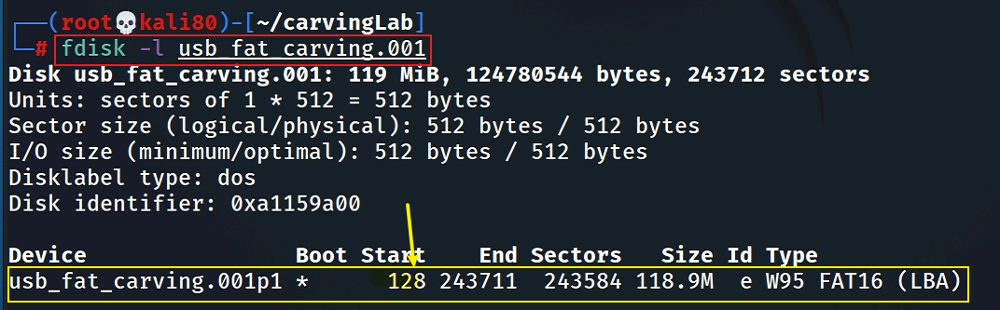 ┌──(root💀kali80)-[~/carvingLab]
└─# fdisk -l usb_fat_carving.001
Disk usb_fat_carving.001: 119 MiB, 124780544 bytes, 243712 sectors
Units: sectors of 1 * 512 = 512 bytes
Sector size (logical/physical): 512 bytes / 512 bytes
I/O size (minimum/optimal): 512 bytes / 512 bytes
Disklabel type: dos
Disk identifier: 0xa1159a00
Device Boot Start End Sectors Size Id Type
usb_fat_carving.001p1 * 128 243711 243584 118.9M e W95 FAT16 (LBA)